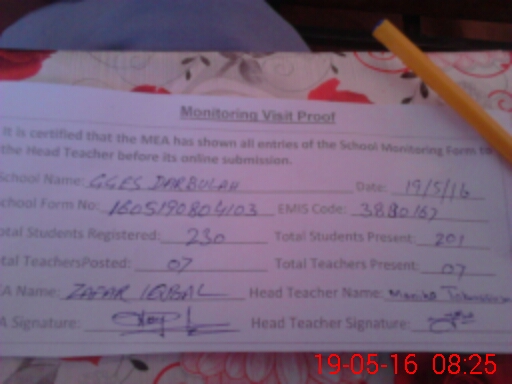 Monitoring Visit Proof
it is certified that the MEA has shown all entries of the School Monitoring Form to
the Head Teacher before its online submission.
School Name: GGES DARBULAH Date: 19/5/16
School Form No: 1605190804103 EMIS Code: 3880167
Total Students Registered: 230 Total Students Present: 201
Total TeachersPosted: 07 Total Teachers Present: 07
EA Name: ZAFAR IQBAL Head Teacher Name:
A Signature: Head Teacher Signature:
19-05-16 08:25